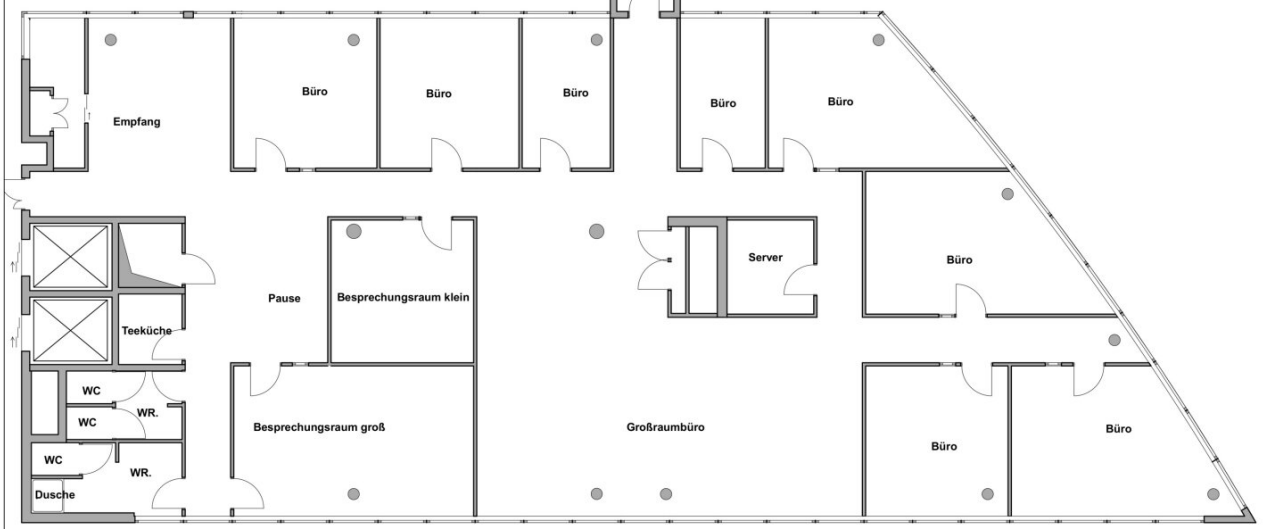 Büro
Büro
Büro
Büro
Büro
Empfang
Server
Büro
Pause
Besprechungsraum klein
Teeküche
WC
WR.
WC
Besprechungsraum groß
Großraumbüro
Büro
Büro
WC
WR.
Dusche